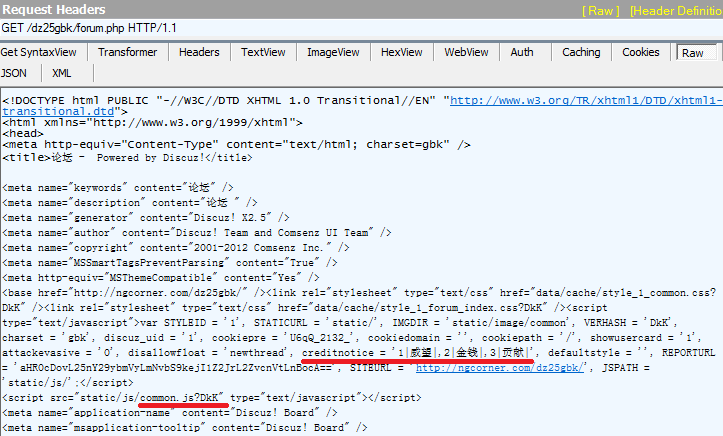 Request Headers [ Raw ] [Header Definitio
GET /dz25gbk/forum.php HTTP/1.1
Get SyntaxView Transformer Headers TextView ImageView HexView WebView Auth Caching Cookies Raw
JSON XML
<!DOCTYPE html PUBLIC "-//W3C//DTD XHTML 1.0 Transitional//EN" "http://www.w3.org/TR/xhtml1/DTD/xhtml1-
transitional.dtd">
<html xmlns="http://www.w3.org/1999/xhtml">
<head>
<meta http-equiv="Content-Type" content="text/html; charset=gbk" />
<title>论坛 - Powered by Discuz!</title>
<meta name="keywords" content="论坛" />
<meta name="description" content="论坛 " />
<meta name="generator" content="Discuz! X2.5" />
<meta name="author" content="Discuz! Team and Comsenz UI Team" />
<meta name="copyright" content="2001-2012 Comsenz Inc." />
<meta name="MSSmartTagsPreventParsing" content="True" />
<meta http-equiv="MSThemeCompatible" content="Yes" />
<base href="http://ngcorner.com/dz25gbk/" /><link rel="stylesheet" type="text/css" href="data/cache/style_1_common.css?
DkK" /><link rel="stylesheet" type="text/css" href="data/cache/style_1_forum_index.css?DkK" /><script
type="text/javascript">var STYLEID = '1', STATICURL = 'static/', IMGDIR = 'static/image/common', VERHASH = 'DkK',
charset = 'gbk', discuz_uid = '1', cookiepre = 'U6qQ_2132_', cookiedomain = '', cookiepath = '/', showusercard = '1',
attackevasive = '0', disallowfloat = 'newthread', creditnotice = '1|威望|,2|金钱|,3|贡献|', defaultstyle = '', REPORTURL
= 'aHR0cDovL25nY29ybmVyLmNvbS9kejI1Z2JrL2ZvcnVtLnBocA==', SITEURL = 'http://ngcorner.com/dz25gbk/', JSPATH =
'static/js/';</script>
<script src="static/js/common.js?DkK" type="text/javascript"></script>
<meta name="application-name" content="Discuz! Board" />
<meta name="msapplication-tooltip" content="Discuz! Board" />